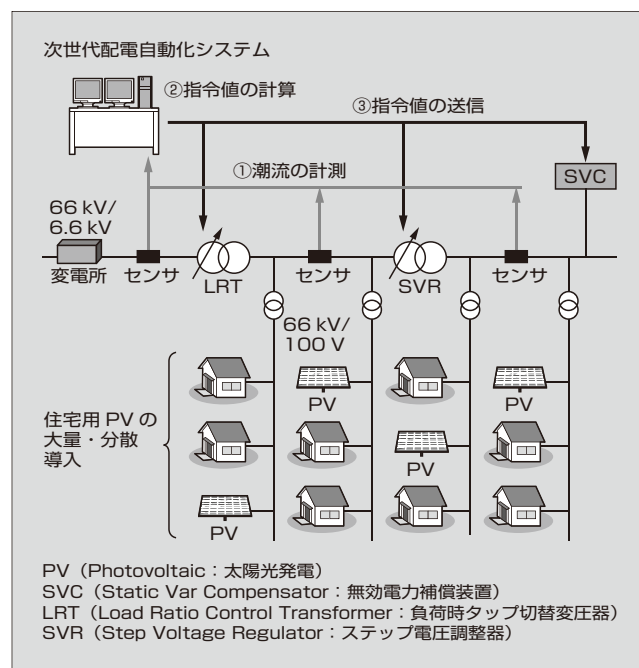 次世代配電自動化システム
②指令値の計算
③指令値の送信
①潮流の計測
SVC
66 kV/
6.6 kV
変電所
センサ
LRT
センサ
SVR
センサ
66 kV/
100 V
住宅用 PV の
大量・分散
導入
PV
PV
PV
PV
PV(Photovoltaic:太陽光発電)
SVC(Static Var Compensator:無効電力補償装置)
LRT(Load Ratio Control Transformer:負荷時タップ切替変圧器)
SVR(Step Voltage Regulator:ステップ電圧調整器)